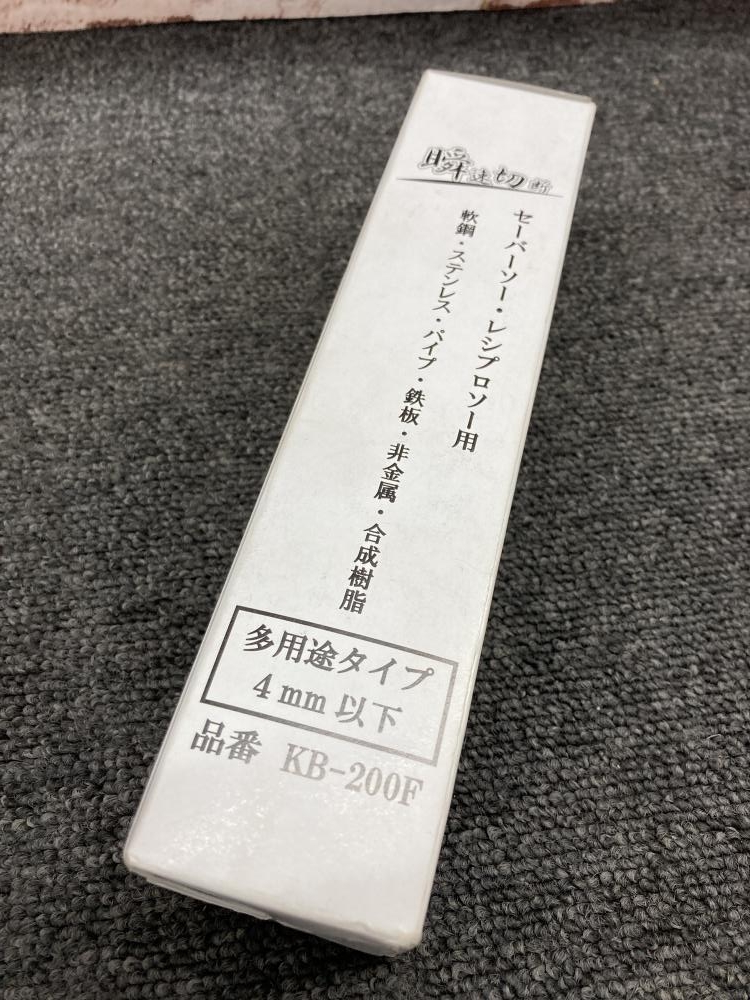 瞬速切断
セーバーソー・レシプロソー用
軟鋼・ステンレス・パイプ・鉄板・非金属・合成樹脂
多用途タイプ
4mm以下
品番 KB-200F